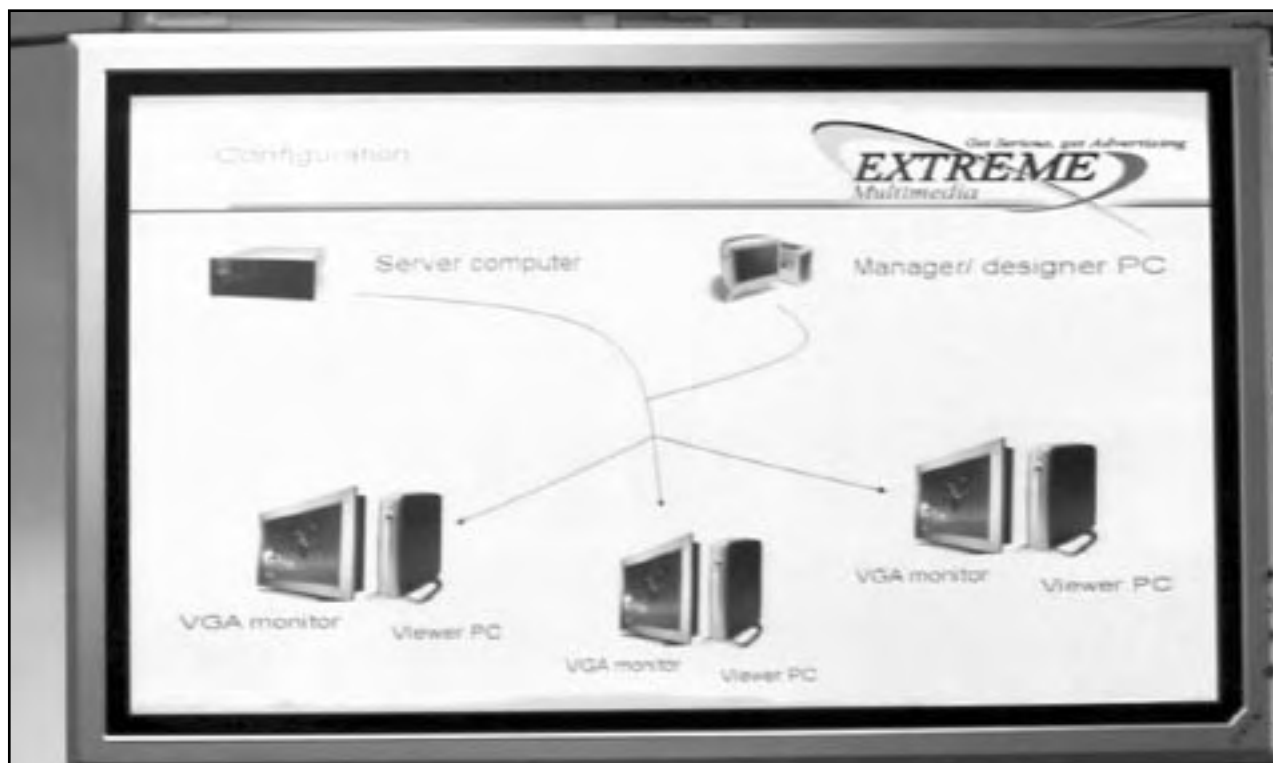 Configuration
Get Serious, get Advertising
EXTREME
Multimedia
Server computer
Manager/ designer PC
VGA monitor
Viewer PC
VGA monitor
Viewer PC
VGA monitor
Viewer PC